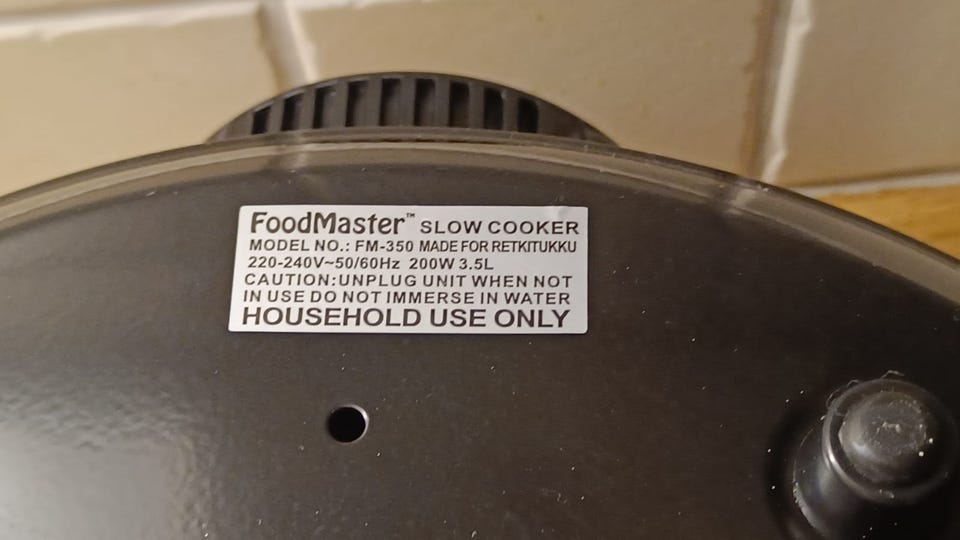 FoodMaster™ SLOW COOKER
MODEL NO.: FM-350 MADE FOR RETKITUKKU
220-240V~50/60Hz 200W 3.5L
CAUTION:UNPLUG UNIT WHEN NOT
IN USE DO NOT IMMERSE IN WATER
HOUSEHOLD USE ONLY